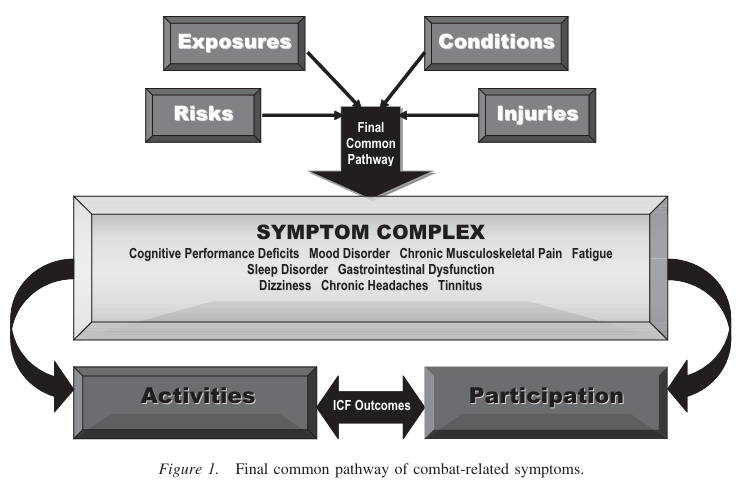 Exposures Conditions
Risks Injuries
Final
Common
Pathway
SYMPTOM COMPLEX
Cognitive Performance Deficits Mood Disorder Chronic Musculoskeletal Pain Fatigue
Sleep Disorder Gastrointestinal Dysfunction
Dizziness Chronic Headaches Tinnitus
Activities ICF Outcomes Participation
Figure 1. Final common pathway of combat-related symptoms.